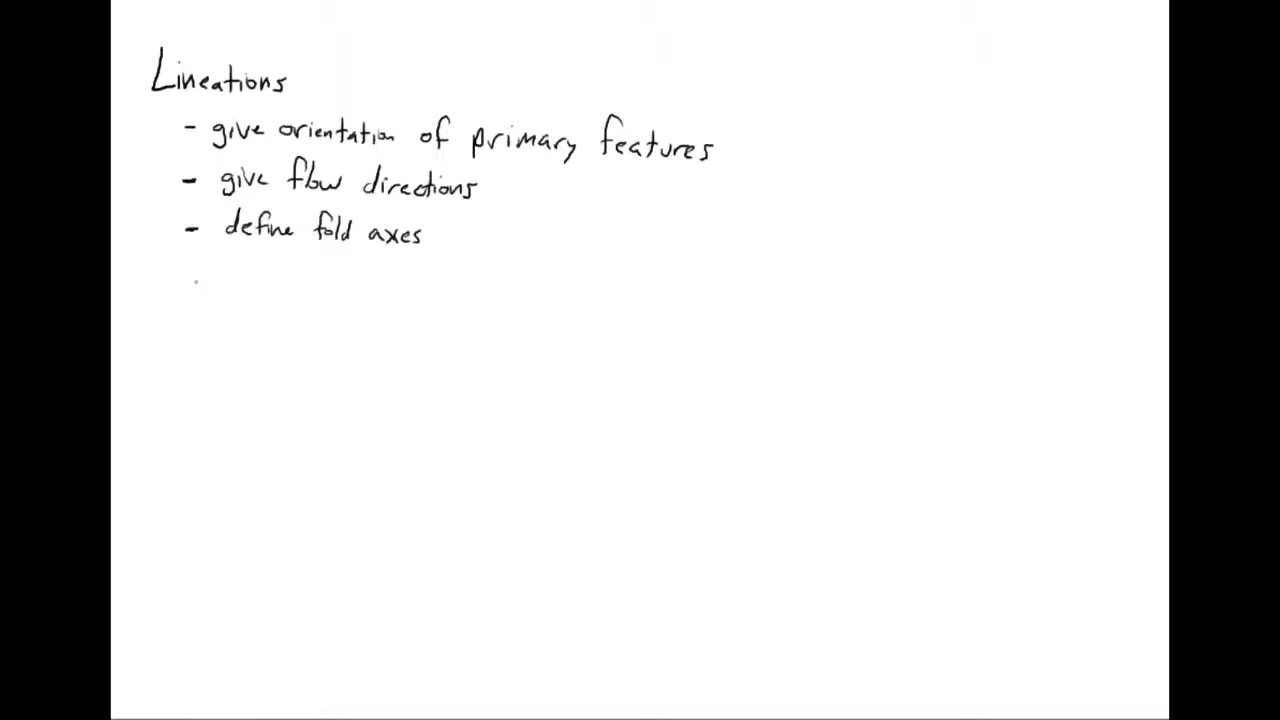 Lineations
- give orientation of primary features
- give flow directions
- define fold axes